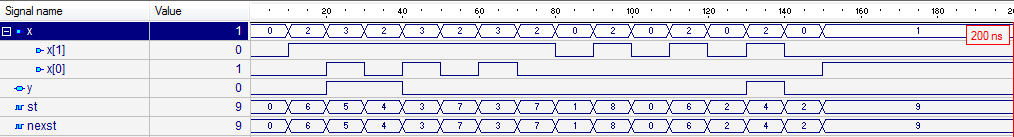 Signal name Value 20 40 60 80 100 120 140 160 180
x 1 0 2 3 2 3 2 3 2 0 2 0 2 0 2 0 1
200 ns
x[1] 0
x[0] 1
y 0
st 9 0 6 5 4 3 7 3 7 1 8 0 6 2 4 2 9
nexst 9 0 6 5 4 3 7 3 7 1 8 0 6 2 4 2 9